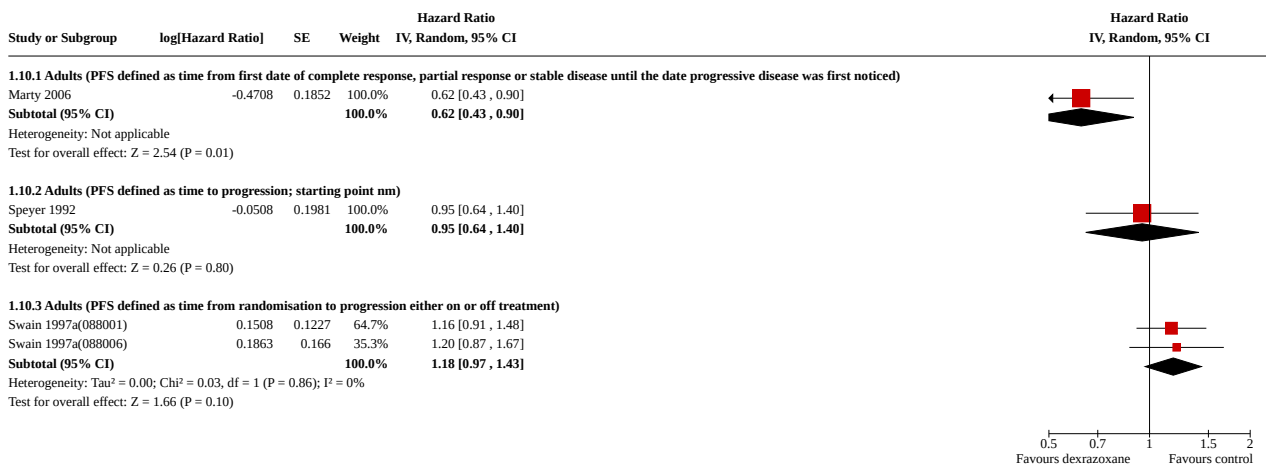 Hazard Ratio Hazard Ratio
Study or Subgroup log[Hazard Ratio] SE Weight IV, Random, 95% CI IV, Random, 95% CI
1.10.1 Adults (PFS defined as time from first date of complete response, partial response or stable disease until the date progressive disease was first noticed)
Marty 2006 -0.4708 0.1852 100.0% 0.62 [0.43 , 0.90]
Subtotal (95% CI) 100.0% 0.62 [0.43 , 0.90]
Heterogeneity: Not applicable
Test for overall effect: Z = 2.54 (P = 0.01)
1.10.2 Adults (PFS defined as time to progression; starting point nm)
Speyer 1992 -0.0508 0.1981 100.0% 0.95 [0.64 , 1.40]
Subtotal (95% CI) 100.0% 0.95 [0.64 , 1.40]
Heterogeneity: Not applicable
Test for overall effect: Z = 0.26 (P = 0.80)
1.10.3 Adults (PFS defined as time from randomisation to progression either on or off treatment)
Swain 1997a(088001) 0.1508 0.1227 64.7% 1.16 [0.91 , 1.48]
Swain 1997a(088006) 0.1863 0.166 35.3% 1.20 [0.87 , 1.67]
Subtotal (95% CI) 100.0% 1.18 [0.97 , 1.43]
Heterogeneity: Tau² = 0.00; Chi² = 0.03, df = 1 (P = 0.86); I² = 0%
Test for overall effect: Z = 1.66 (P = 0.10)
0.5 0.7 1 1.5 2
Favours dexrazoxane Favours control